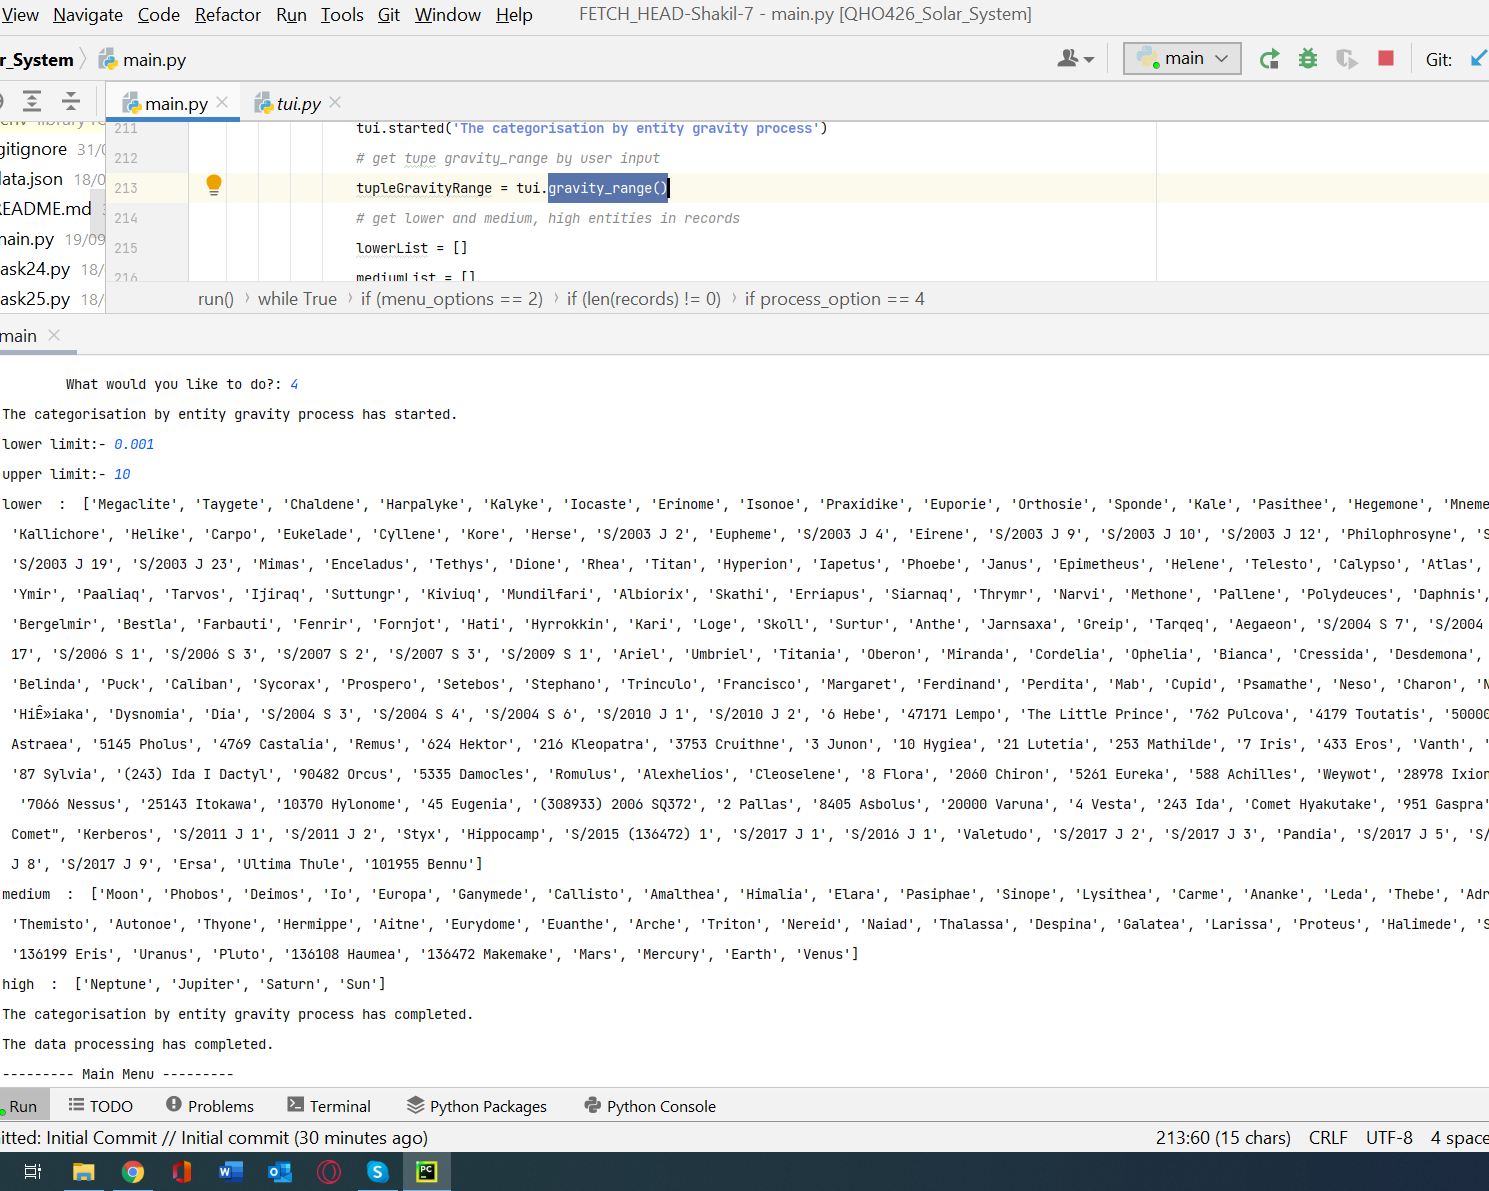 View Navigate Code Refactor Run Tools Git Window Help FETCH_HEAD-Shakil-7 - main.py [QHO426_Solar_System]
r_System main.py main Git:
main.py tui.py
211 tui.started('The categorisation by entity gravity process')
gitignore 31/0 212 # get tupe gravity_range by user input
data.json 18/0 213 tupleGravityRange = tui.gravity_range()
README.md 214 # get lower and medium, high entities in records
main.py 19/09 215 lowerList = []
ask24.py 18/ 216 mediumList = []
ask25.py 18/ run() › while True › if (menu_options == 2) › if (len(records) != 0) › if process_option == 4
main
What would you like to do?: 4
The categorisation by entity gravity process has started.
lower limit:- 0.001
upper limit:- 10
lower : ['Megaclite', 'Taygete', 'Chaldene', 'Harpalyke', 'Kalyke', 'Iocaste', 'Erinome', 'Isonoe', 'Praxidike', 'Euporie', 'Orthosie', 'Sponde', 'Kale', 'Pasithee', 'Hegemone', 'Mneme
'Kallichore', 'Helike', 'Carpo', 'Eukelade', 'Cyllene', 'Kore', 'Herse', 'S/2003 J 2', 'Eupheme', 'S/2003 J 4', 'Eirene', 'S/2003 J 9', 'S/2003 J 10', 'S/2003 J 12', 'Philophrosyne', 'S
'S/2003 J 19', 'S/2003 J 23', 'Mimas', 'Enceladus', 'Tethys', 'Dione', 'Rhea', 'Titan', 'Hyperion', 'Iapetus', 'Phoebe', 'Janus', 'Epimetheus', 'Helene', 'Telesto', 'Calypso', 'Atlas',
'Ymir', 'Paaliaq', 'Tarvos', 'Ijiraq', 'Suttungr', 'Kiviuq', 'Mundilfari', 'Albiorix', 'Skathi', 'Erriapus', 'Siarnaq', 'Thrymr', 'Narvi', 'Methone', 'Pallene', 'Polydeuces', 'Daphnis',
'Bergelmir', 'Bestla', 'Farbauti', 'Fenrir', 'Fornjot', 'Hati', 'Hyrrokkin', 'Kari', 'Loge', 'Skoll', 'Surtur', 'Anthe', 'Jarnsaxa', 'Greip', 'Tarqeq', 'Aegaeon', 'S/2004 S 7', 'S/2004
17', 'S/2006 S 1', 'S/2006 S 3', 'S/2007 S 2', 'S/2007 S 3', 'S/2009 S 1', 'Ariel', 'Umbriel', 'Titania', 'Oberon', 'Miranda', 'Cordelia', 'Ophelia', 'Bianca', 'Cressida', 'Desdemona',
'Belinda', 'Puck', 'Caliban', 'Sycorax', 'Prospero', 'Setebos', 'Stephano', 'Trinculo', 'Francisco', 'Margaret', 'Ferdinand', 'Perdita', 'Mab', 'Cupid', 'Psamathe', 'Neso', 'Charon', 'N
'HiÊ»iaka', 'Dysnomia', 'Dia', 'S/2004 S 3', 'S/2004 S 4', 'S/2004 S 6', 'S/2010 J 1', 'S/2010 J 2', '6 Hebe', '47171 Lempo', 'The Little Prince', '762 Pulcova', '4179 Toutatis', '50000
Astraea', '5145 Pholus', '4769 Castalia', 'Remus', '624 Hektor', '216 Kleopatra', '3753 Cruithne', '3 Junon', '10 Hygiea', '21 Lutetia', '253 Mathilde', '7 Iris', '433 Eros', 'Vanth', '
'87 Sylvia', '(243) Ida I Dactyl', '90482 Orcus', '5335 Damocles', 'Romulus', 'Alexhelios', 'Cleoselene', '8 Flora', '2060 Chiron', '5261 Eureka', '588 Achilles', 'Weywot', '28978 Ixion
'7066 Nessus', '25143 Itokawa', '10370 Hylonome', '45 Eugenia', '(308933) 2006 SQ372', '2 Pallas', '8405 Asbolus', '20000 Varuna', '4 Vesta', '243 Ida', 'Comet Hyakutake', '951 Gaspra'
Comet", 'Kerberos', 'S/2011 J 1', 'S/2011 J 2', 'Styx', 'Hippocamp', 'S/2015 (136472) 1', 'S/2017 J 1', 'S/2016 J 1', 'Valetudo', 'S/2017 J 2', 'S/2017 J 3', 'Pandia', 'S/2017 J 5', 'S/
J 8', 'S/2017 J 9', 'Ersa', 'Ultima Thule', '101955 Bennu']
medium : ['Moon', 'Phobos', 'Deimos', 'Io', 'Europa', 'Ganymede', 'Callisto', 'Amalthea', 'Himalia', 'Elara', 'Pasiphae', 'Sinope', 'Lysithea', 'Carme', 'Ananke', 'Leda', 'Thebe', 'Adr
'Themisto', 'Autonoe', 'Thyone', 'Hermippe', 'Aitne', 'Eurydome', 'Euanthe', 'Arche', 'Triton', 'Nereid', 'Naiad', 'Thalassa', 'Despina', 'Galatea', 'Larissa', 'Proteus', 'Halimede', 'S
'136199 Eris', 'Uranus', 'Pluto', '136108 Haumea', '136472 Makemake', 'Mars', 'Mercury', 'Earth', 'Venus']
high : ['Neptune', 'Jupiter', 'Saturn', 'Sun']
The categorisation by entity gravity process has completed.
The data processing has completed.
--------- Main Menu ---------
Run TODO Problems Terminal Python Packages Python Console
itted: Initial Commit // Initial commit (30 minutes ago) 213:60 (15 chars) CRLF UTF-8 4 space